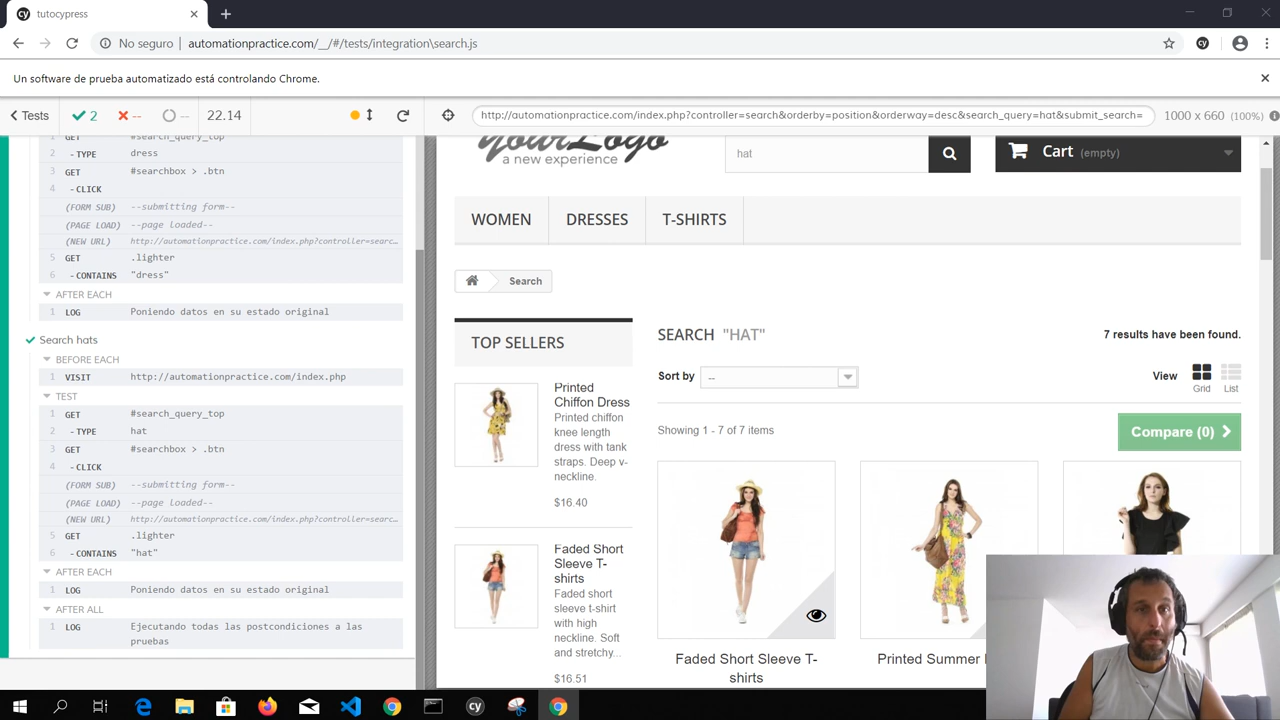 tutocypress
No seguro | automationpractice.com/__/#/tests/integration\search.js
Un software de prueba automatizado está controlando Chrome.
Tests 2 -- -- 22.14
http://automationpractice.com/index.php?controller=search&orderby=position&orderway=desc&search_query=hat&submit_search=
1000 x 660 (100%)
1 GET #search_query_top
2 -TYPE dress
3 GET #searchbox > .btn
4 -CLICK
(FORM SUB) --submitting form--
(PAGE LOAD) --page loaded--
(NEW URL) http://automationpractice.com/index.php?controller=searc…
5 GET .lighter
6 -CONTAINS "dress"
AFTER EACH
1 LOG Poniendo datos en su estado original
Search hats
BEFORE EACH
1 VISIT http://automationpractice.com/index.php
TEST
1 GET #search_query_top
2 -TYPE hat
3 GET #searchbox > .btn
4 -CLICK
(FORM SUB) --submitting form--
(PAGE LOAD) --page loaded--
(NEW URL) http://automationpractice.com/index.php?controller=searc…
5 GET .lighter
6 -CONTAINS "hat"
AFTER EACH
1 LOG Poniendo datos en su estado original
AFTER ALL
1 LOG Ejecutando todas las postcondiciones a las
pruebas
yourLogo
a new experience
hat
Cart (empty)
WOMEN DRESSES T-SHIRTS
Search
TOP SELLERS
Printed
Chiffon Dress
Printed chiffon
knee length
dress with tank
straps. Deep v-
neckline.
$16.40
Faded Short
Sleeve T-
shirts
Faded short
sleeve t-shirt
with high
neckline. Soft
and stretchy...
$16.51
SEARCH "HAT"
7 results have been found.
Sort by --
View Grid List
Showing 1 - 7 of 7 items
Compare (0)
Faded Short Sleeve T-
shirts
Printed Summer